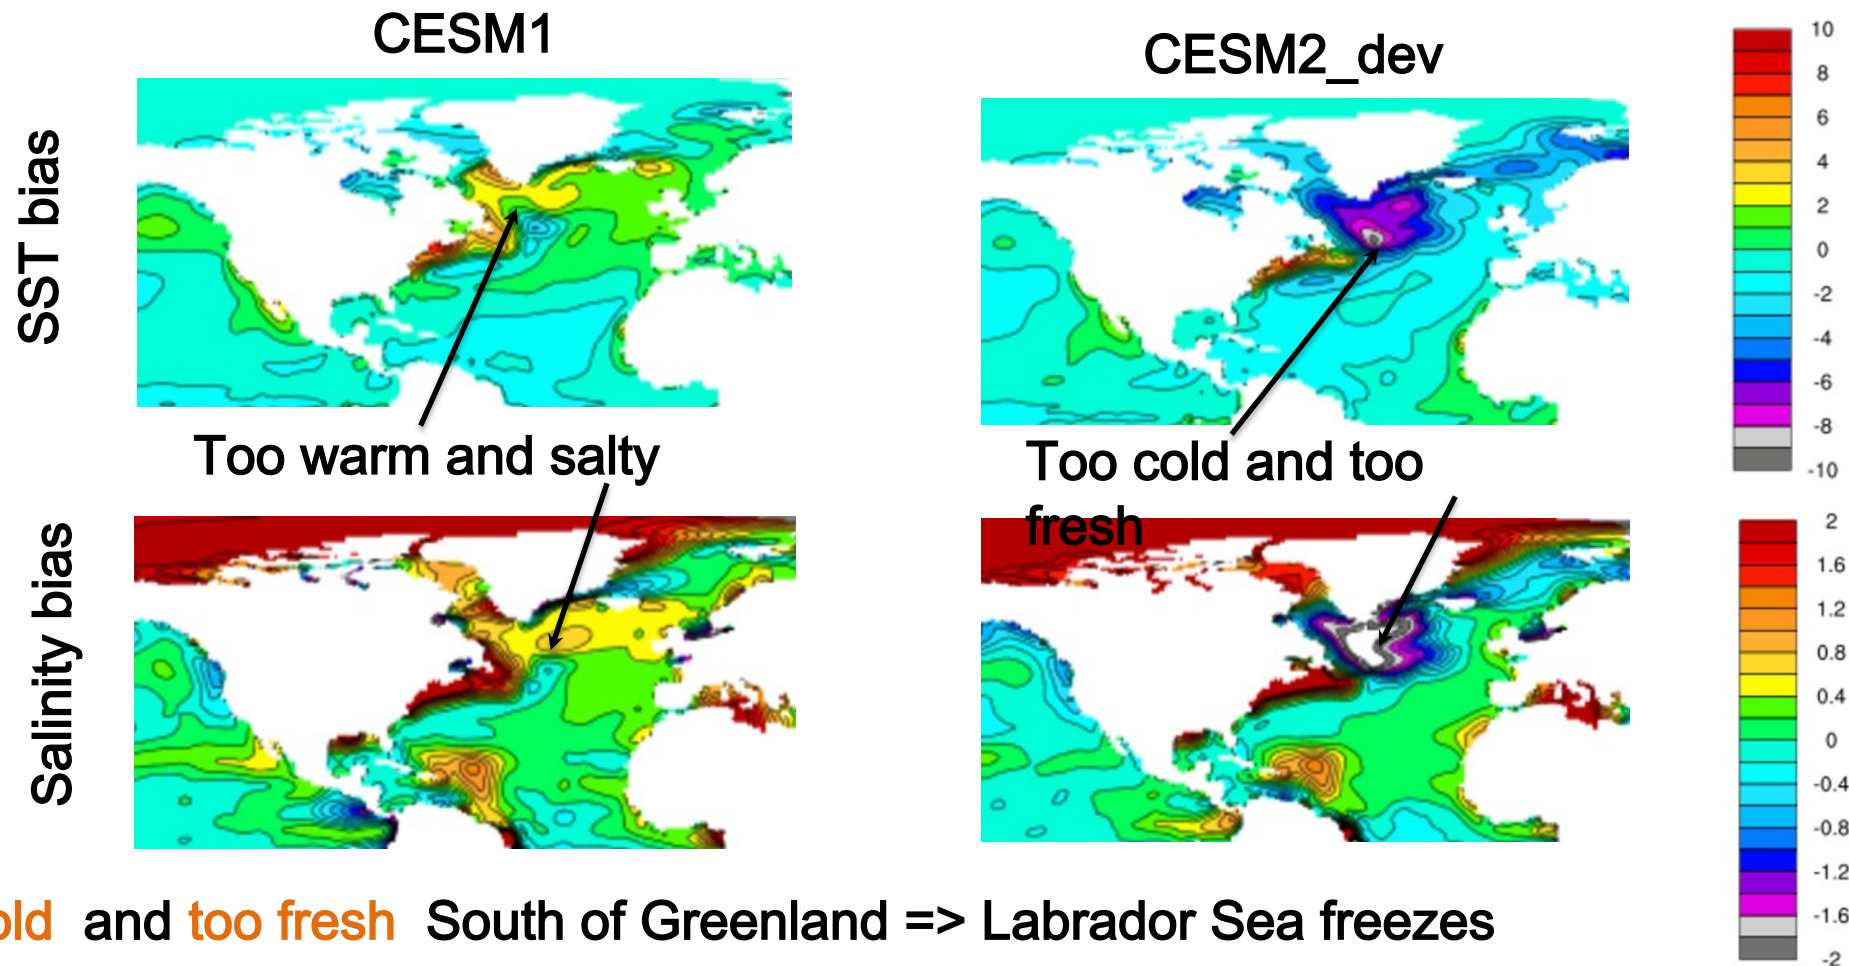 CESM1
CESM2_dev
SST bias
10
8
6
4
2
0
-2
-4
-6
-8
-10
Too warm and salty
Too cold and too
fresh
Salinity bias
2
1.6
1.2
0.8
0.4
0
-0.4
-0.8
-1.2
-1.6
-2
old and too fresh South of Greenland => Labrador Sea freezes